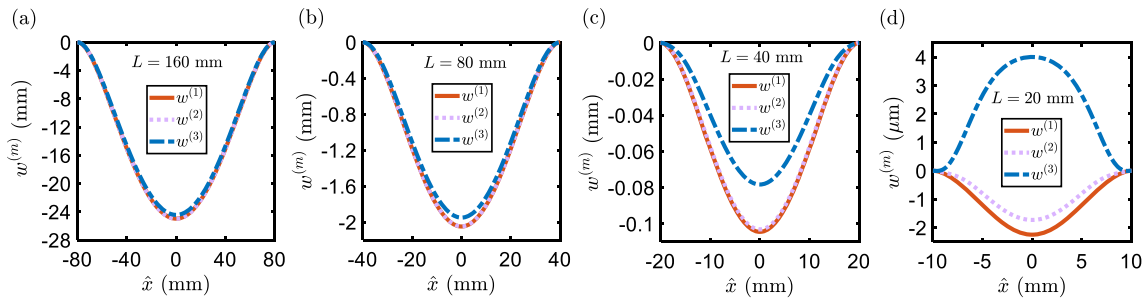 (a)
L = 160 mm
w^(1)
w^(2)
w^(3)
0
-4
-8
-12
-16
-20
-24
-28
w^(m) (mm)
-80 -40 0 40 80
x̂ (mm)
(b)
L = 80 mm
w^(1)
w^(2)
w^(3)
0
-0.4
-0.8
-1.2
-1.6
-2
w^(m) (mm)
-40 -20 0 20 40
x̂ (mm)
(c)
L = 40 mm
w^(1)
w^(2)
w^(3)
0
-0.02
-0.04
-0.06
-0.08
-0.1
w^(m) (mm)
-20 -10 0 10 20
x̂ (mm)
(d)
L = 20 mm
w^(1)
w^(2)
w^(3)
4
3
2
1
0
-1
-2
w^(m) (μm)
-10 -5 0 5 10
x̂ (mm)